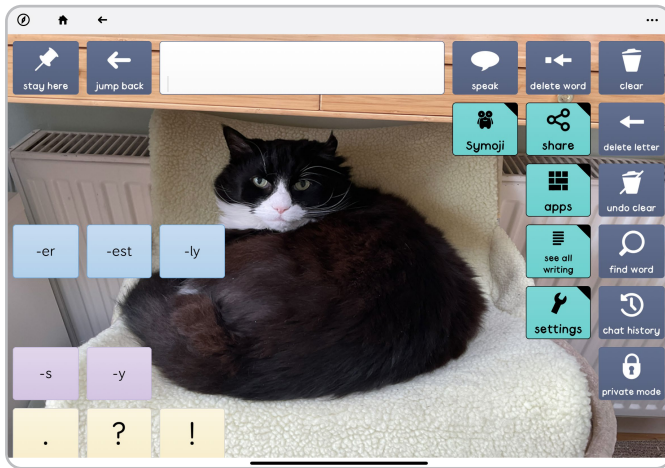 stay here
jump back
speak
delete word
clear
Symoji
share
delete letter
apps
undo clear
-er
-est
-ly
see all
writing
find word
settings
chat history
-s
-y
private mode
.
?
!